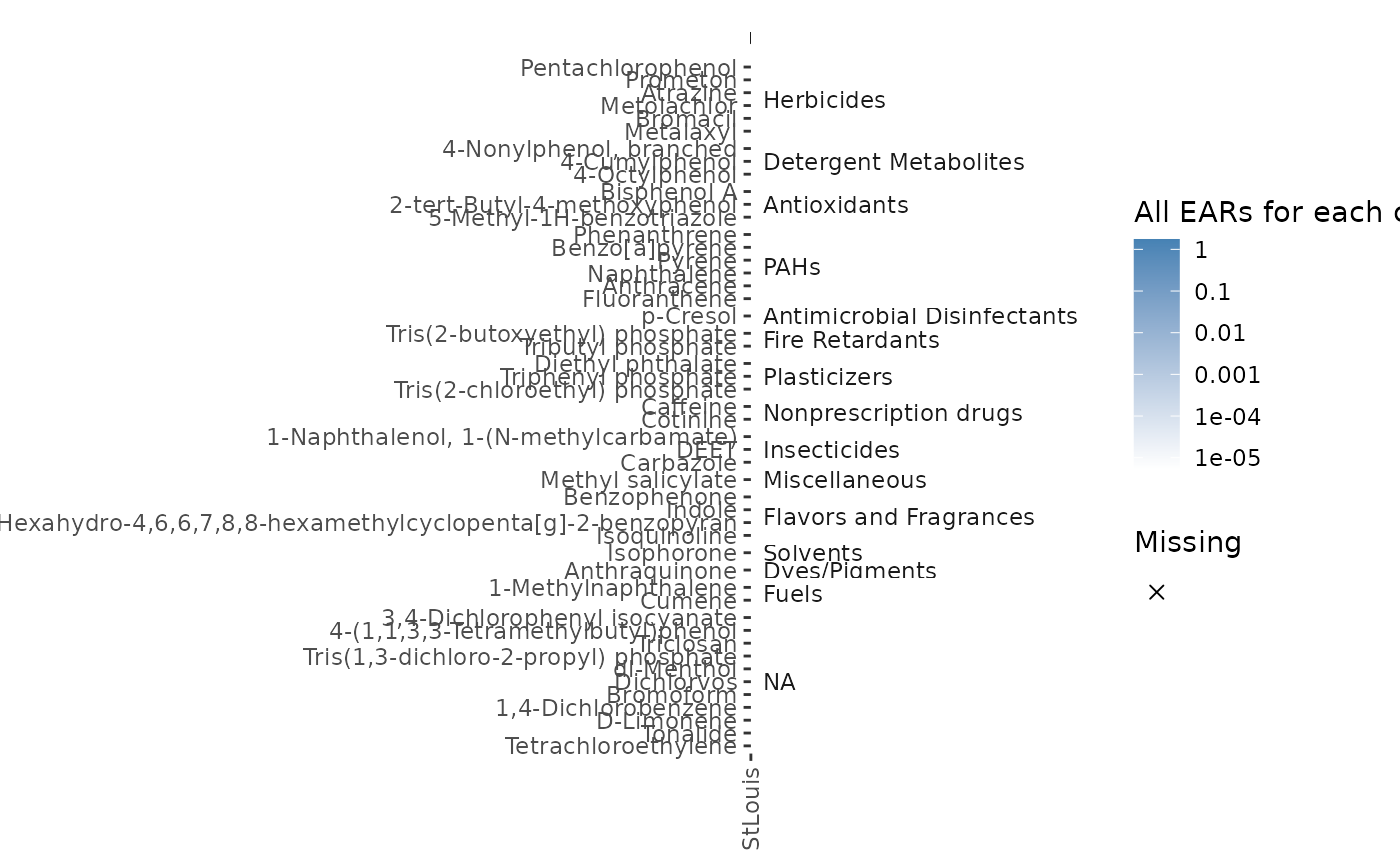 Pentachlorophenol
Prometon
Atrazine
Metolachlor
Bromacil
Metalaxyl
Herbicides
4-Nonylphenol, branched
4-Cumylphenol
4-Octylphenol
Detergent Metabolites
Bisphenol A
2-tert-Butyl-4-methoxyphenol
5-Methyl-1H-benzotriazole
Antioxidants
Phenanthrene
Benzo[a]pyrene
Pyrene
Naphthalene
Anthracene
Fluoranthene
PAHs
p-Cresol
Antimicrobial Disinfectants
Tris(2-butoxyethyl) phosphate
Tributyl phosphate
Fire Retardants
Diethyl phthalate
Triphenyl phosphate
Tris(2-chloroethyl) phosphate
Plasticizers
Caffeine
Cotinine
Nonprescription drugs
1-Naphthalenol, 1-(N-methylcarbamate)
DEET
Carbazole
Insecticides
Methyl salicylate
Miscellaneous
Benzophenone
Indole
Hexahydro-4,6,6,7,8,8-hexamethylcyclopenta[g]-2-benzopyran
Isoquinoline
Flavors and Fragrances
Isophorone
Solvents
Anthraquinone
Dyes/Pigments
1-Methylnaphthalene
Cumene
Fuels
3,4-Dichlorophenyl isocyanate
4-(1,1,3,3-Tetramethylbutyl)phenol
Triclosan
Tris(1,3-dichloro-2-propyl) phosphate
dl-Menthol
Dichlorvos
Bromoform
1,4-Dichlorobenzene
D-Limonene
Tonalide
Tetrachloroethylene
NA
StLouis
All EARs for each
1
0.1
0.01
0.001
1e-04
1e-05
Missing